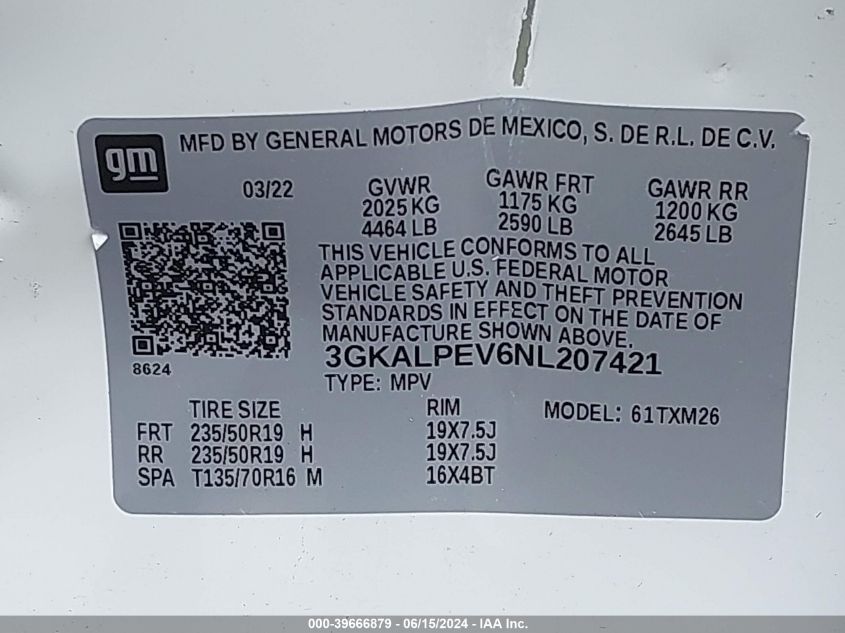 gm
MFD BY GENERAL MOTORS DE MEXICO, S. DE R.L. DE C.V.
03/22 GVWR GAWR FRT GAWR RR
2025 KG 1175 KG 1200 KG
4464 LB 2590 LB 2645 LB
THIS VEHICLE CONFORMS TO ALL
APPLICABLE U.S. FEDERAL MOTOR
VEHICLE SAFETY AND THEFT PREVENTION
STANDARDS IN EFFECT ON THE DATE OF
MANUFACTURE SHOWN ABOVE.
3GKALPEV6NL207421
8624
TYPE: MPV
TIRE SIZE RIM MODEL: 61TXM26
FRT 235/50R19 H 19X7.5J
RR 235/50R19 H 19X7.5J
SPA T135/70R16 M 16X4BT
000-39666879 - 06/15/2024 - IAA Inc.